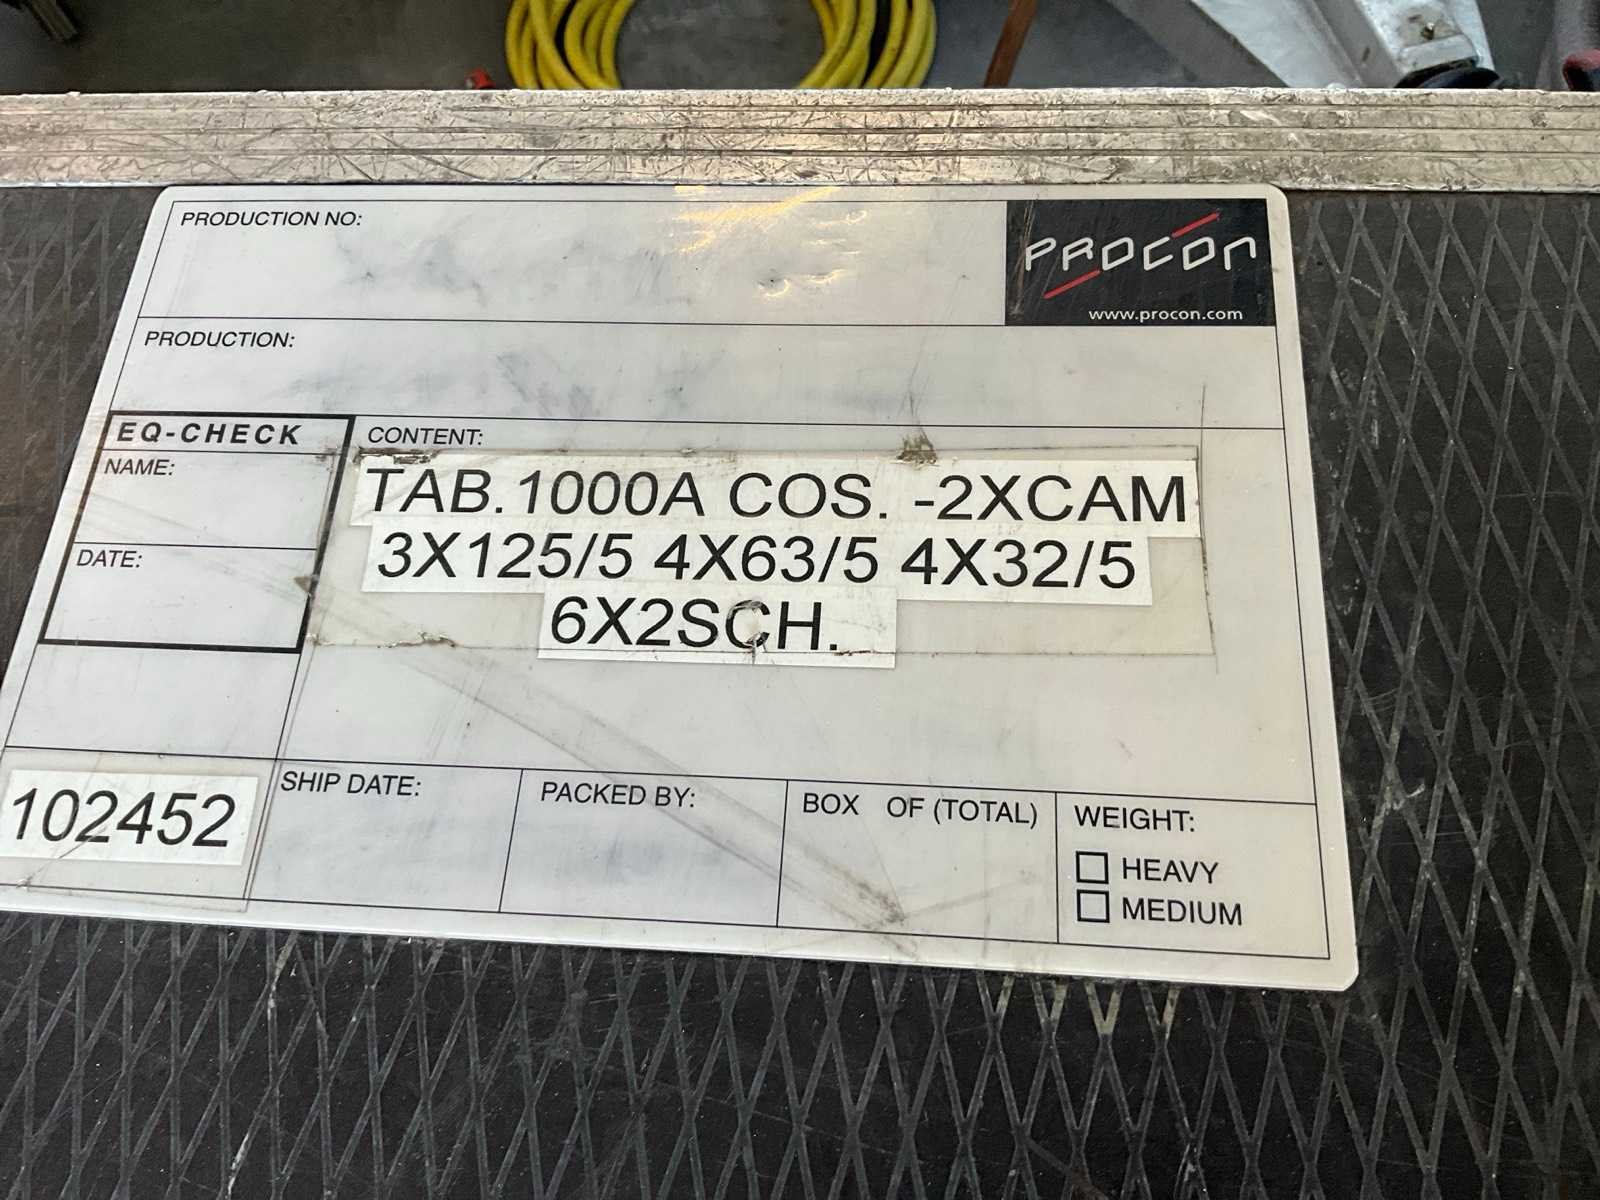 PRODUCTION NO:
PROCON
www.procon.com
PRODUCTION:
EQ-CHECK
NAME:
DATE:
CONTENT:
TAB.1000A COS. -2XCAM
3X125/5 4X63/5 4X32/5
6X2SCH.
102452
SHIP DATE:
PACKED BY:
BOX OF (TOTAL)
WEIGHT:
HEAVY
MEDIUM